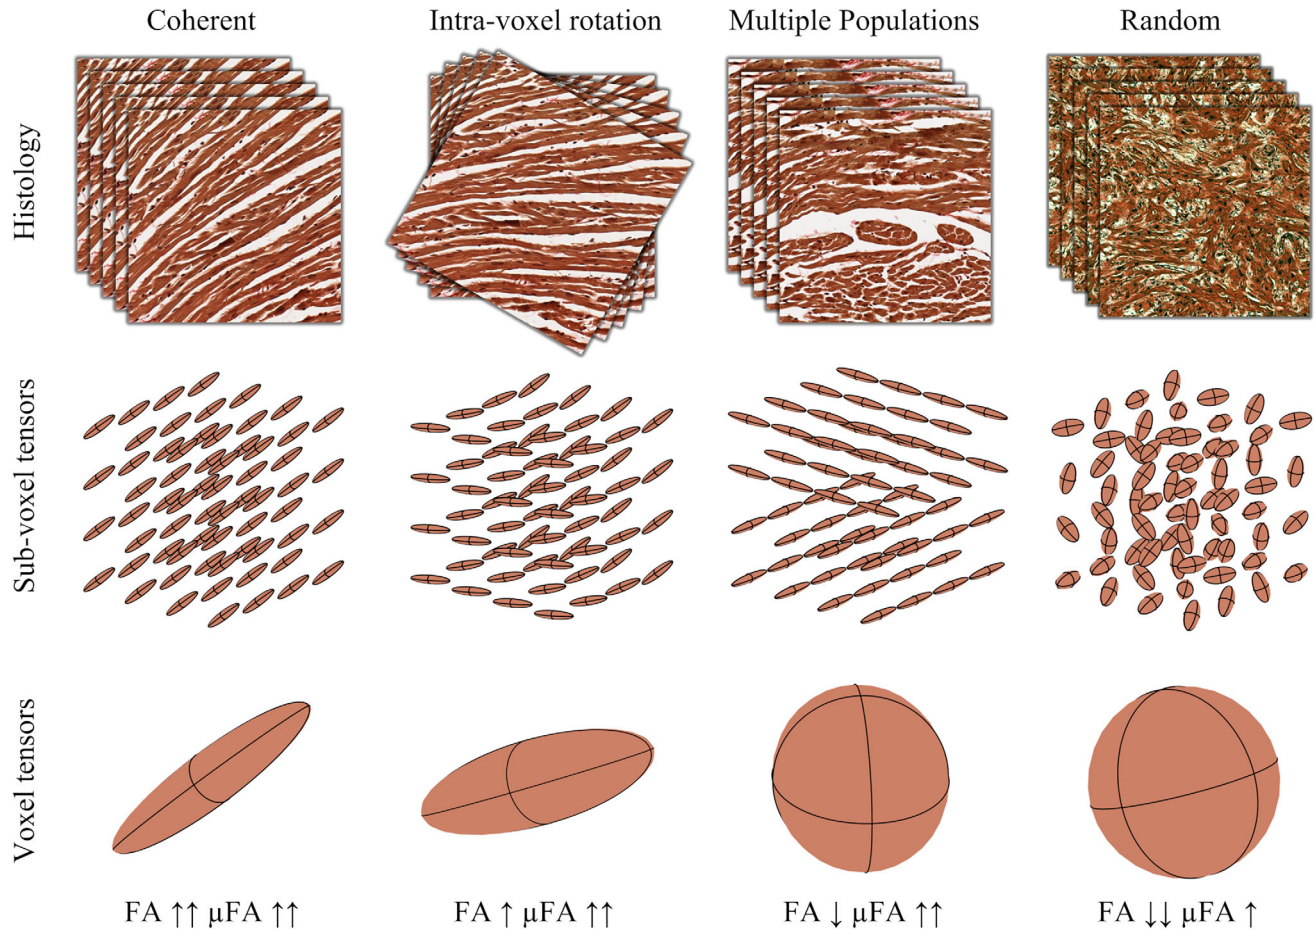 Coherent
Intra-voxel rotation
Multiple Populations
Random
Histology
Sub-voxel tensors
Voxel tensors
FA ↑↑ μFA ↑↑
FA ↑ μFA ↑↑
FA ↓ μFA ↑↑
FA ↓↓ μFA ↑